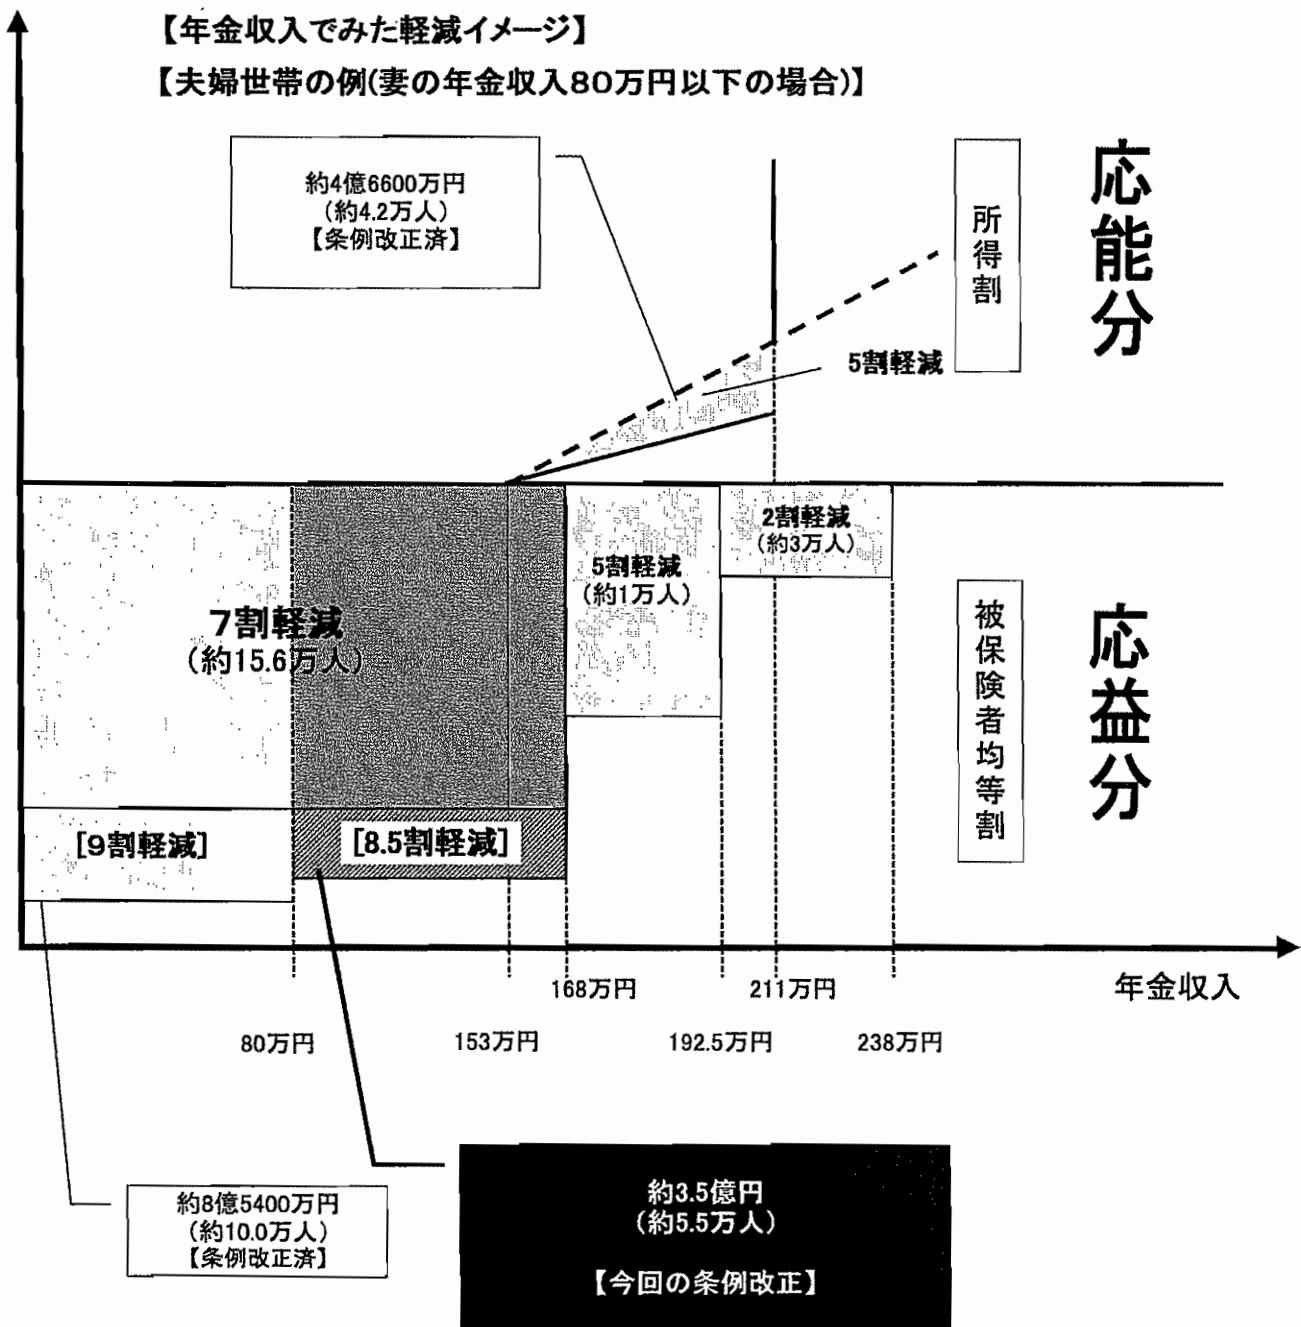 【年金収入でみた軽減イメージ】
【夫婦世帯の例(妻の年金収入80万円以下の場合)】
約4億6600万円
(約4.2万人)
【条例改正済】
所得割
応能分
5割軽減
2割軽減
(約3万人)
5割軽減
(約1万人)
7割軽減
(約15.6万人)
被保険者均等割
応益分
[9割軽減]
[8.5割軽減]
168万円
211万円
年金収入
80万円
153万円
192.5万円
238万円
約8億5400万円
(約10.0万人)
【条例改正済】
約3.5億円
(約5.5万人)
【今回の条例改正】